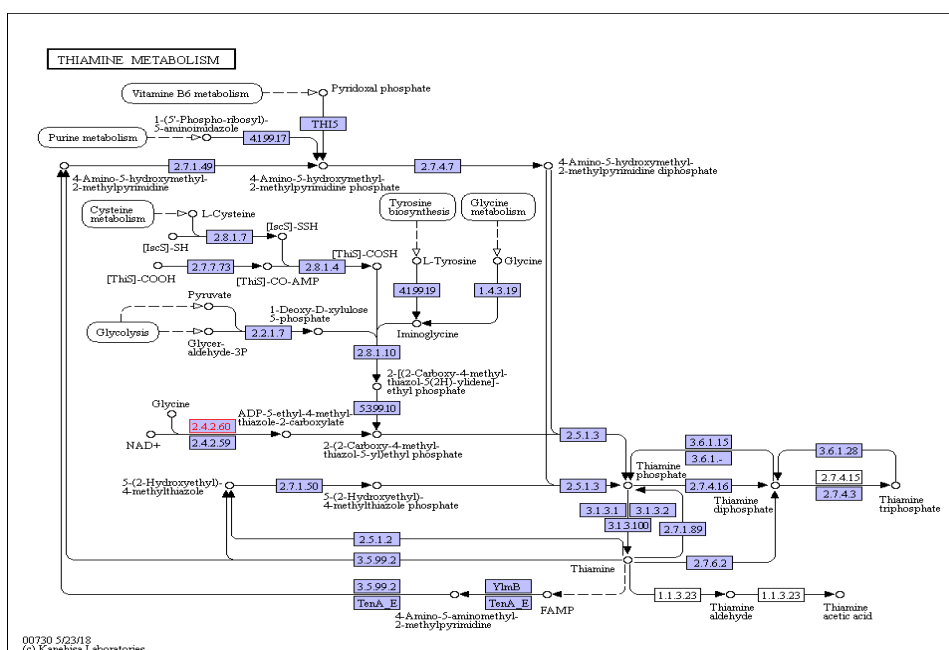 THIAMINE METABOLISM
Vitamine B6 metabolism
Pyridoxal phosphate
1-(5'-Phospho-ribosyl)-
5-aminoimidazole
THI5
Purine metabolism
4.1.99.17
2.7.1.49
2.7.4.7
4-Amino-5-hydroxymethyl-
2-methylpyrimidine
4-Amino-5-hydroxymethyl-
2-methylpyrimidine phosphate
4-Amino-5-hydroxymethyl-
2-methylpyrimidine diphosphate
Cysteine
metabolism
L-Cysteine
[IscS]-SSH
Tyrosine
biosynthesis
Glycine
metabolism
[IscS]-SH
2.8.1.7
[ThiS]-COSH
[ThiS]-COOH
2.7.7.73
[ThiS]-CO-AMP
2.8.1.4
L-Tyrosine
Glycine
4.1.99.19
1.4.3.19
Pyruvate
1-Deoxy-D-xylulose
5-phosphate
Glycolysis
2.2.1.7
Glycer-
aldehyde-3P
Iminoglycine
2.8.1.10
2-[(2-Carboxy-4-methyl-
thiazol-5(2H)-ylidene]-
ethyl phosphate
5.3.99.10
Glycine
ADP-5-ethyl-4-methyl-
thiazole-2-carboxylate
2.4.2.60
2.4.2.59
NAD+
2-(2-Carboxy-4-methyl-
thiazol-5-yl)ethyl phosphate
2.5.1.3
3.6.1.15
3.6.1.-
3.6.1.28
Thiamine
phosphate
5-(2-Hydroxyethyl)-
4-methylthiazole
2.7.1.50
5-(2-Hydroxyethyl)-
4-methylthiazole phosphate
2.5.1.3
2.7.4.16
Thiamine
diphosphate
2.7.4.15
2.7.4.3
Thiamine
triphosphate
3.1.3.1
3.1.3.2
3.1.3.100
2.7.1.89
2.5.1.2
3.5.99.2
Thiamine
2.7.6.2
3.5.99.2
TenA_E
YlmB
TenA_E
FAMP
4-Amino-5-aminomethyl-
2-methylpyrimidine
1.1.3.23
Thiamine
aldehyde
1.1.3.23
Thiamine
acetic acid
00730 5/23/18
(c) Kanehisa Laboratories